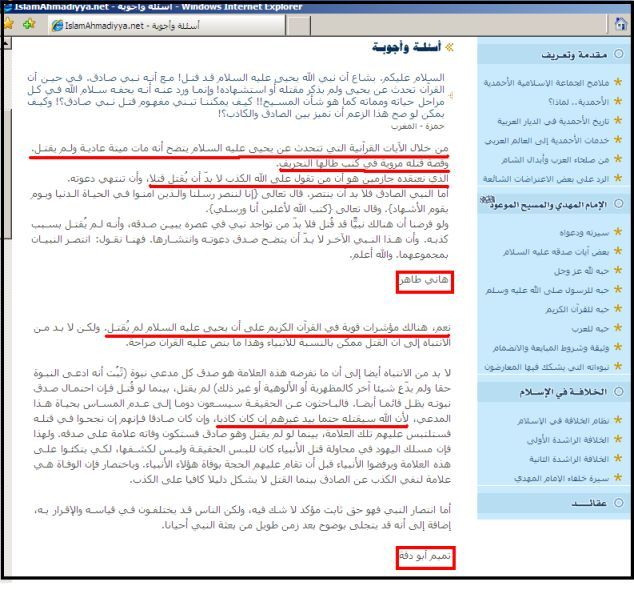 IslamAhmadiyya.net - أسئلة وأجوبة - Windows Internet Explorer
IslamAhmadiyya.net - أسئلة وأجوبة
أسئلة وأجوبة
السلام عليكم. يشاع أن نبي الله يحيى عليه السلام قد قتل! مع أنه نبي صادق. في حين أن
القرآن تحدث عن يحيى ولم يذكر مقتله أو استشهاده! وإنما ورد عنه أنه يحفه سلام الله في كل
مراحل حياته ومماته كما هو شأن المسيح!! كيف يمكننا تبني مفهوم قتل نبي صادق؟! وكيف
يمكن لو صح هذا الزعم أن نميز بين الصادق والكاذب؟!
حمزة - المغرب
من خلال الآيات القرآنية التي تتحدث عن يحيى عليه السلام يتضح أنه مات ميتة عادية ولم يقتل.
وقصة قتله مروية في كتب طالها التحريف.
الذي نعتقده جازمين هو أن من تقول على الله الكذب لا بدّ أن يُقتل قتلا، وأن تنتهي دعوته.
أما النبي الصادق فلا بد أن ينتصر. قال تعالى {إنا لننصر رسلنا والذين آمنوا في الحياة الدنيا ويوم
يقوم الأشهاد}. وقال تعالى {كتب الله لأغلبن أنا ورسلي}.
ولو فرضنا أن هنالك نبيًّا قد قُتل فلا بدّ من تواجد نبي في عصره يبين صدقه، وأنه لم يُقتل بسبب
كذبه. وأن هذا النبي الآخر لا بدّ أن يتضح صدق دعوته وانتشارها. فهنا نقول: انتصر النبيان
بمجموعهما. والله أعلم.
هاني طاهر
نعم، هنالك مؤشرات قوية في القرآن الكريم على أن يحيى عليه السلام لم يُقتل. ولكن لا بد من
الانتباه إلى أن القتل ممكن بالنسبة للأنبياء وهذا ما ينص عليه القرآن صراحة.
لا بد من الانتباه أيضا إلى أن ما تفرضه هذه العلامة هو صدق كل مدعي نبوة (ثبُت أنه ادعى النبوة
حقا ولم يدّعِ شيئا آخر كالمظهرية أو الألوهية أو غير ذلك) لم يقتل، بينما لو قُتل فإن احتمال صدق
نبوته يظل قائما أيضا. فالباحثون عن الحقيقة سيسعون دوما إلى عدم المساس بحياة هذا
المدعي، لأن الله سيقتله حتما بيد غيرهم إن كان كاذبا، وإن كان صادقا فإنهم إن نجحوا في قتله
فستلتبس عليهم تلك العلامة، بينما لو لم يقتل وهو صادق فستكون وفاته علامة على صدقه. ولهذا
فإن مسلك اليهود في محاولة قتل الأنبياء كان للبس الحقيقة وليس لكشفها، لكي يتكئوا على
هذه العلامة ويرفضوا الأنبياء قبل أن تقام عليهم الحجة بوفاة هؤلاء الأنبياء. وباختصار فإن الوفاة هي
علامة لنفي الكذب عن الصادق بينما القتل لا يشكل دليلا كافيا على الكذب.
أما انتصار النبي فهو حق ثابت مؤكد لا شك فيه، ولكن الناس قد يختلفون في قياسه والإقرار به،
إضافة إلى أنه قد يتجلى بوضوح بعد زمن طويل من بعثة النبي أحيانا.
تميم أبو دقه
مقدمة وتعريف
ملامح الجماعة الإسلامية الأحمدية
الأحمدية.. لماذا؟
تاريخ الأحمدية في الديار العربية
خدمات الأحمدية إلى العالم العربي
من صلحاء العرب وأبدال الشام
الرد على بعض الاعتراضات الشائعة
الإمام المهدي والمسيح الموعود
سيرته ودعواه
بعض آيات صدقه عليه السلام
حبه لله عز وجل
حبه للرسول صلى الله عليه وسلم
حبه للقرآن الكريم
حبه للعرب
وثيقة وشروط المبايعة والانضمام
نبوءاته التي يشكك فيها المعارضون
الخلافة في الإسلام
نظام الخلافة في الإسلام
الخلافة الراشدة الأولى
الخلافة الراشدة الثانية
سيرة خلفاء الامام المهدي
عقائد